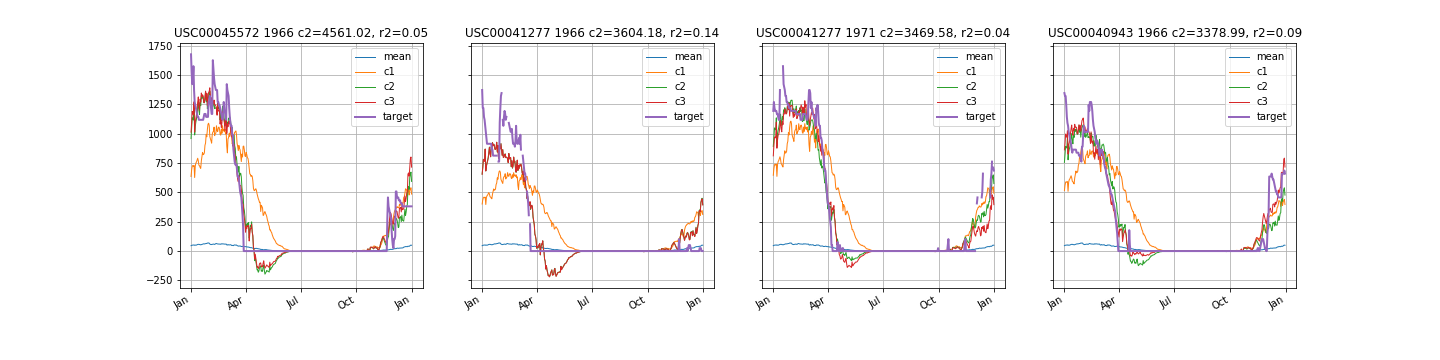 USC00045572 1966 c2=4561.02, r2=0.05
1750
1500
1250
1000
750
500
250
0
−250
Jan
Apr
Jul
Oct
Jan
mean
c1
c2
c3
target
USC00041277 1966 c2=3604.18, r2=0.14
Jan
Apr
Jul
Oct
Jan
mean
c1
c2
c3
target
USC00041277 1971 c2=3469.58, r2=0.04
Jan
Apr
Jul
Oct
Jan
mean
c1
c2
c3
target
USC00040943 1966 c2=3378.99, r2=0.09
Jan
Apr
Jul
Oct
Jan
mean
c1
c2
c3
target